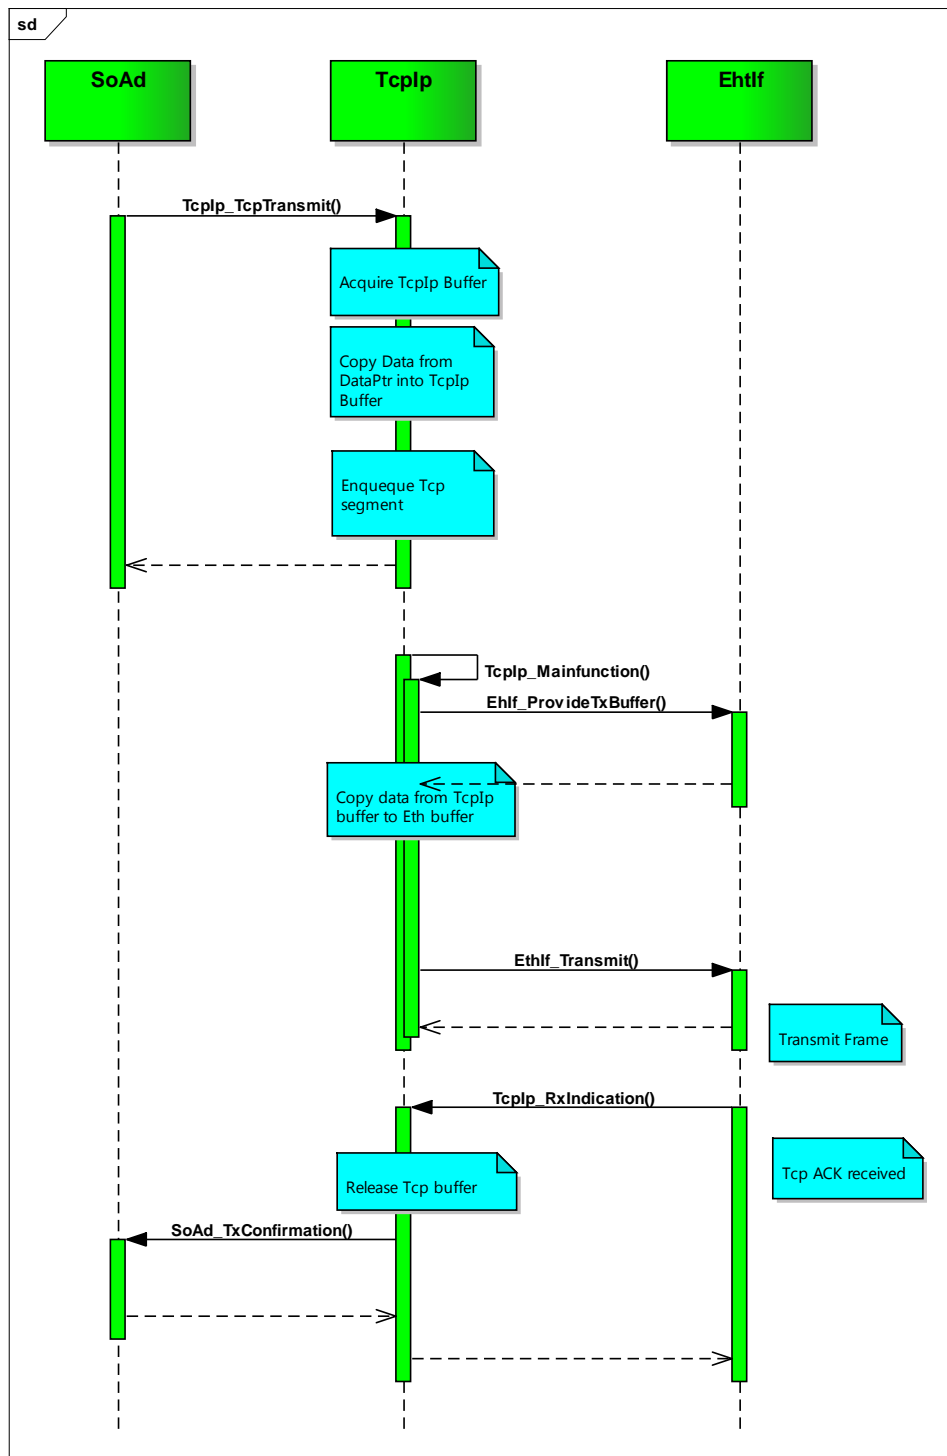 sd
SoAd
TcpIp
EhtIf
TcpIp_TcpTransmit()
Acquire TcpIp Buffer
Copy Data from
DataPtr into TcpIp
Buffer
Enqueque Tcp
segment
TcpIp_Mainfunction()
EhIf_ProvideTxBuffer()
Copy data from TcpIp
buffer to Eth buffer
EthIf_Transmit()
Transmit Frame
TcpIp_RxIndication()
Tcp ACK received
Release Tcp buffer
SoAd_TxConfirmation()